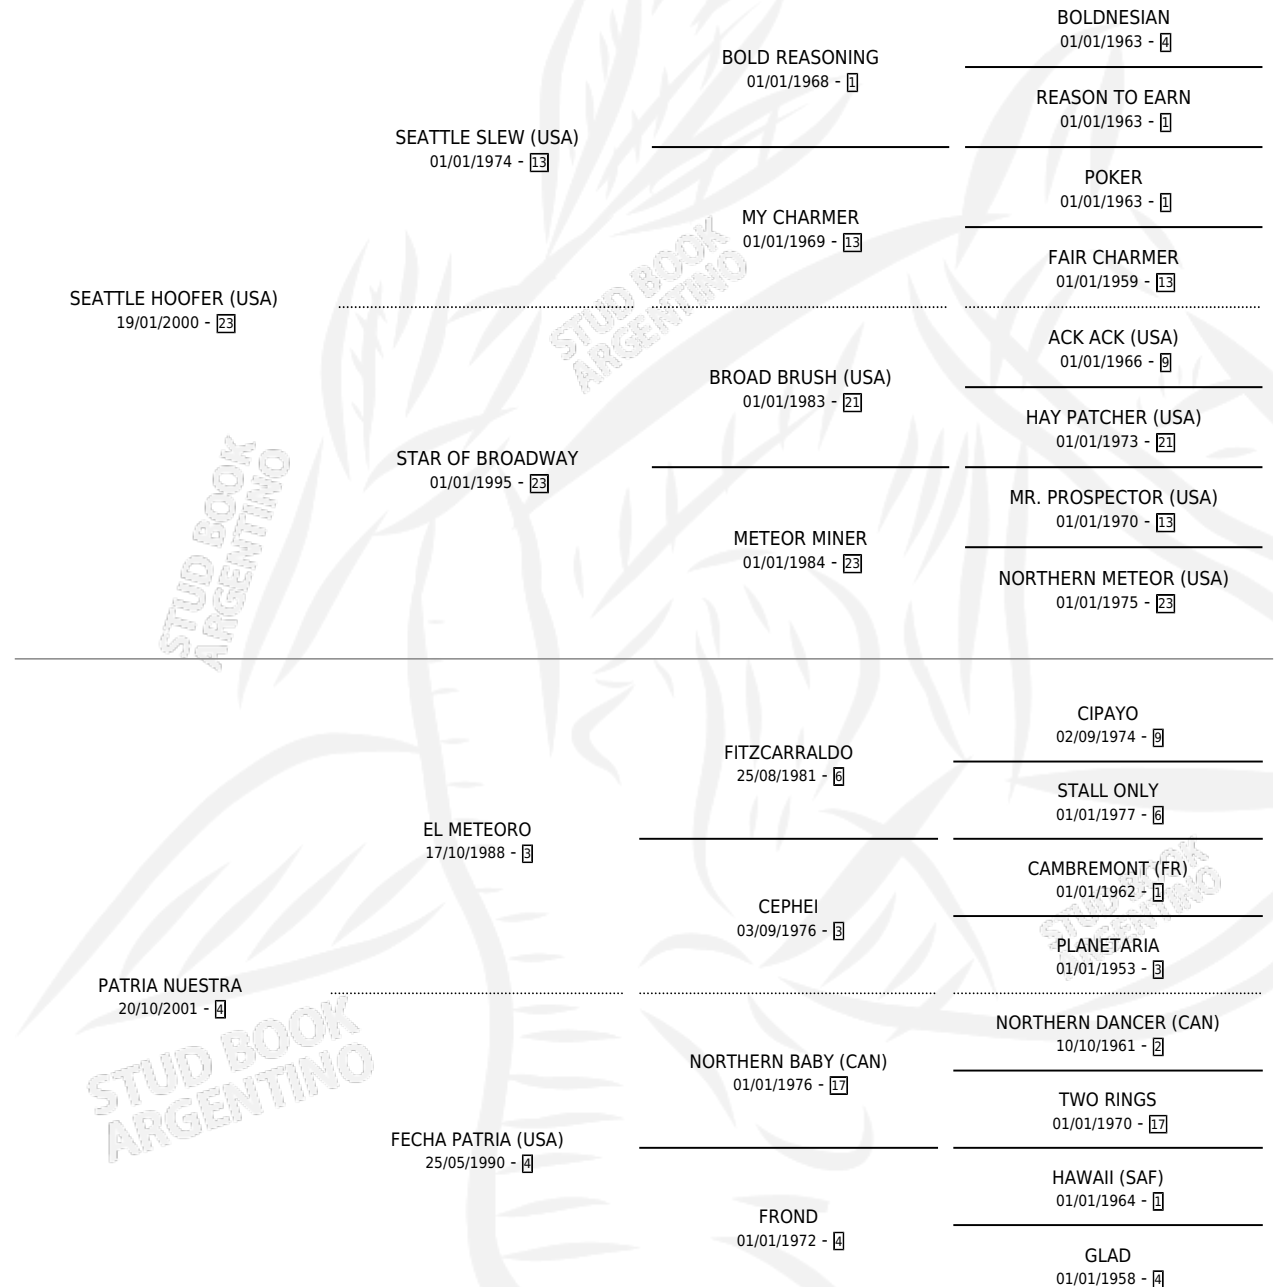 BOLDNESIAN
01/01/1963 - 4
BOLD REASONING
01/01/1968 - 1
REASON TO EARN
01/01/1963 - 1
SEATTLE SLEW (USA)
01/01/1974 - 13
POKER
01/01/1963 - 1
MY CHARMER
01/01/1969 - 13
FAIR CHARMER
01/01/1959 - 13
SEATTLE HOOFER (USA)
19/01/2000 - 23
STUD BOOK
ARGENTINO
ACK ACK (USA)
01/01/1966 - 9
BROAD BRUSH (USA)
01/01/1983 - 21
HAY PATCHER (USA)
01/01/1973 - 21
STAR OF BROADWAY
01/01/1995 - 23
MR. PROSPECTOR (USA)
01/01/1970 - 13
METEOR MINER
01/01/1984 - 23
NORTHERN METEOR (USA)
01/01/1975 - 23
STUD BOOK
ARGENTINO
CIPAYO
02/09/1974 - 9
FITZCARRALDO
25/08/1981 - 6
STALL ONLY
01/01/1977 - 6
EL METEORO
17/10/1988 - 3
CAMBREMONT (FR)
01/01/1962 - 1
CEPHEI
03/09/1976 - 3
STUD BOOK
ARGENTINO
PLANETARIA
01/01/1953 - 3
PATRIA NUESTRA
20/10/2001 - 4
STUD BOOK
ARGENTINO
NORTHERN DANCER (CAN)
10/10/1961 - 2
NORTHERN BABY (CAN)
01/01/1976 - 17
TWO RINGS
01/01/1970 - 17
FECHA PATRIA (USA)
25/05/1990 - 4
HAWAII (SAF)
01/01/1964 - 1
FROND
01/01/1972 - 4
GLAD
01/01/1958 - 4